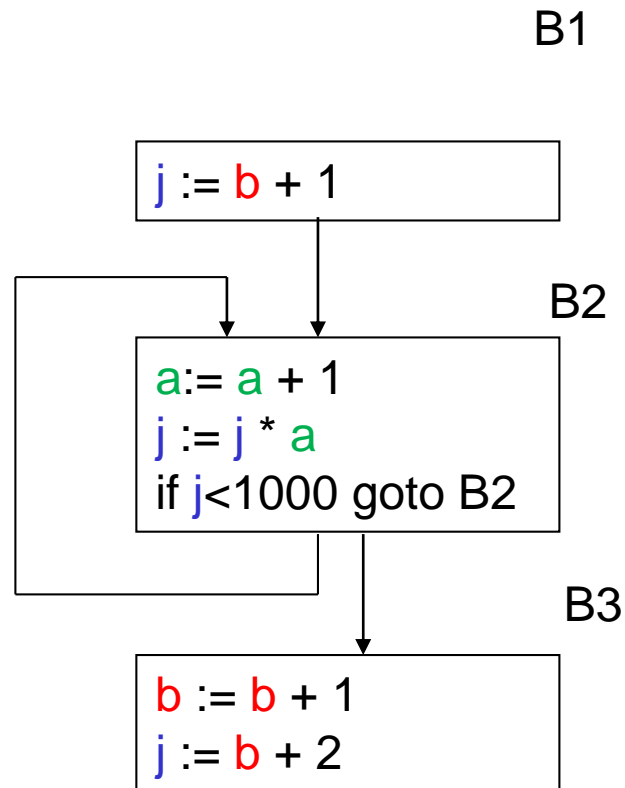 B1
j := b + 1
B2
a:= a + 1
j := j * a
if j<1000 goto B2
B3
b := b + 1
j := b + 2